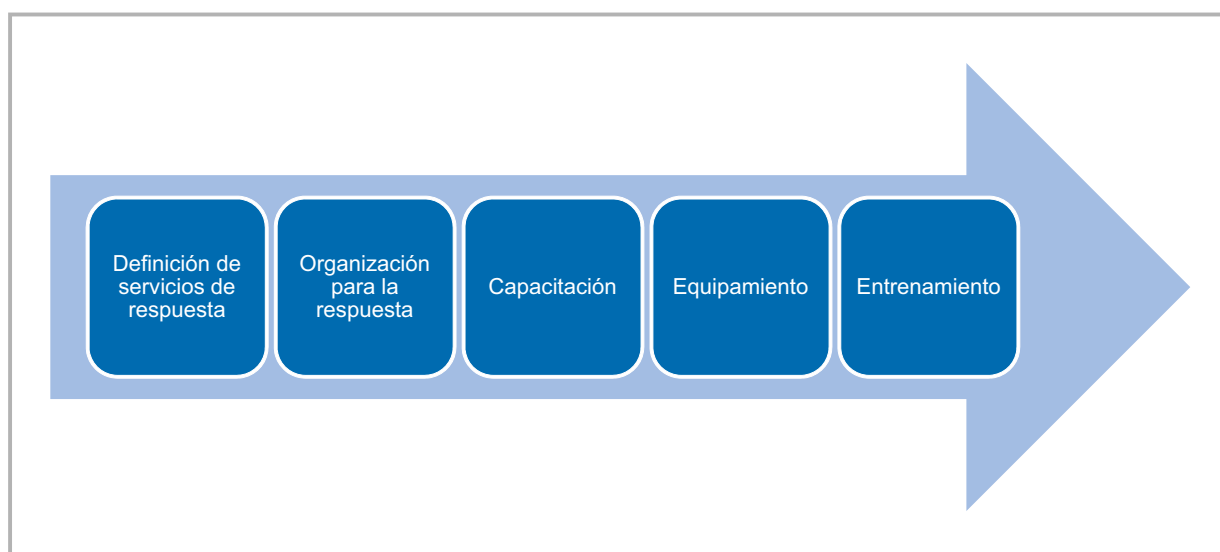 Definición de
servicios de
respuesta
Organización
para la
respuesta
Capacitación
Equipamiento
Entrenamiento